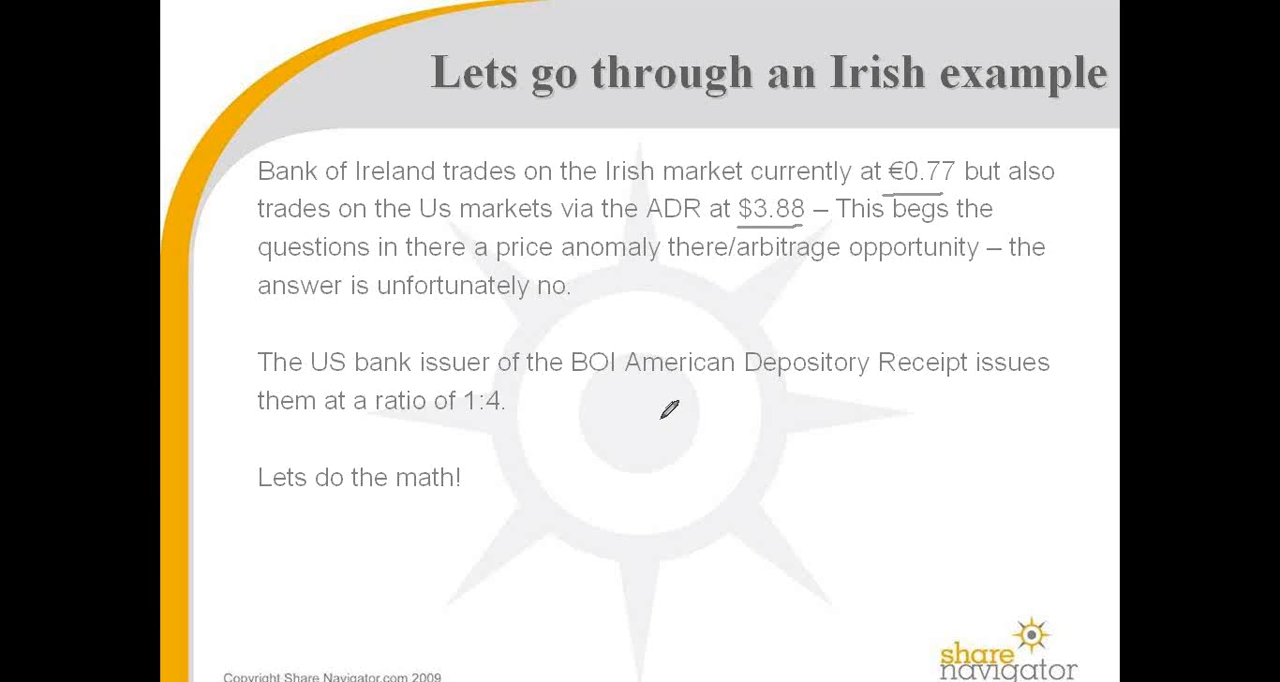 Lets go through an Irish example
Bank of Ireland trades on the Irish market currently at €0.77 but also
trades on the Us markets via the ADR at $3.88 – This begs the
questions in there a price anomaly there/arbitrage opportunity – the
answer is unfortunately no.
The US bank issuer of the BOI American Depository Receipt issues
them at a ratio of 1:4.
Lets do the math!
Copyright Share Navigator.com 2009
share
navigator